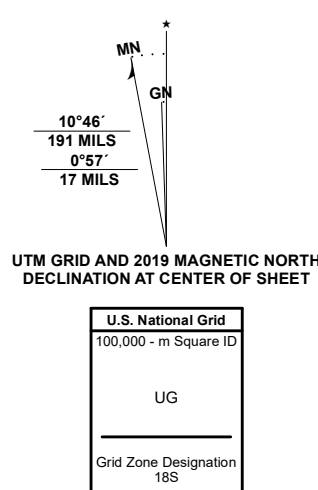 ★
MN
GN
10°46´
191 MILS
0°57´
17 MILS
UTM GRID AND 2019 MAGNETIC NORTH
DECLINATION AT CENTER OF SHEET
U.S. National Grid
100,000 - m Square ID
UG
Grid Zone Designation
18S